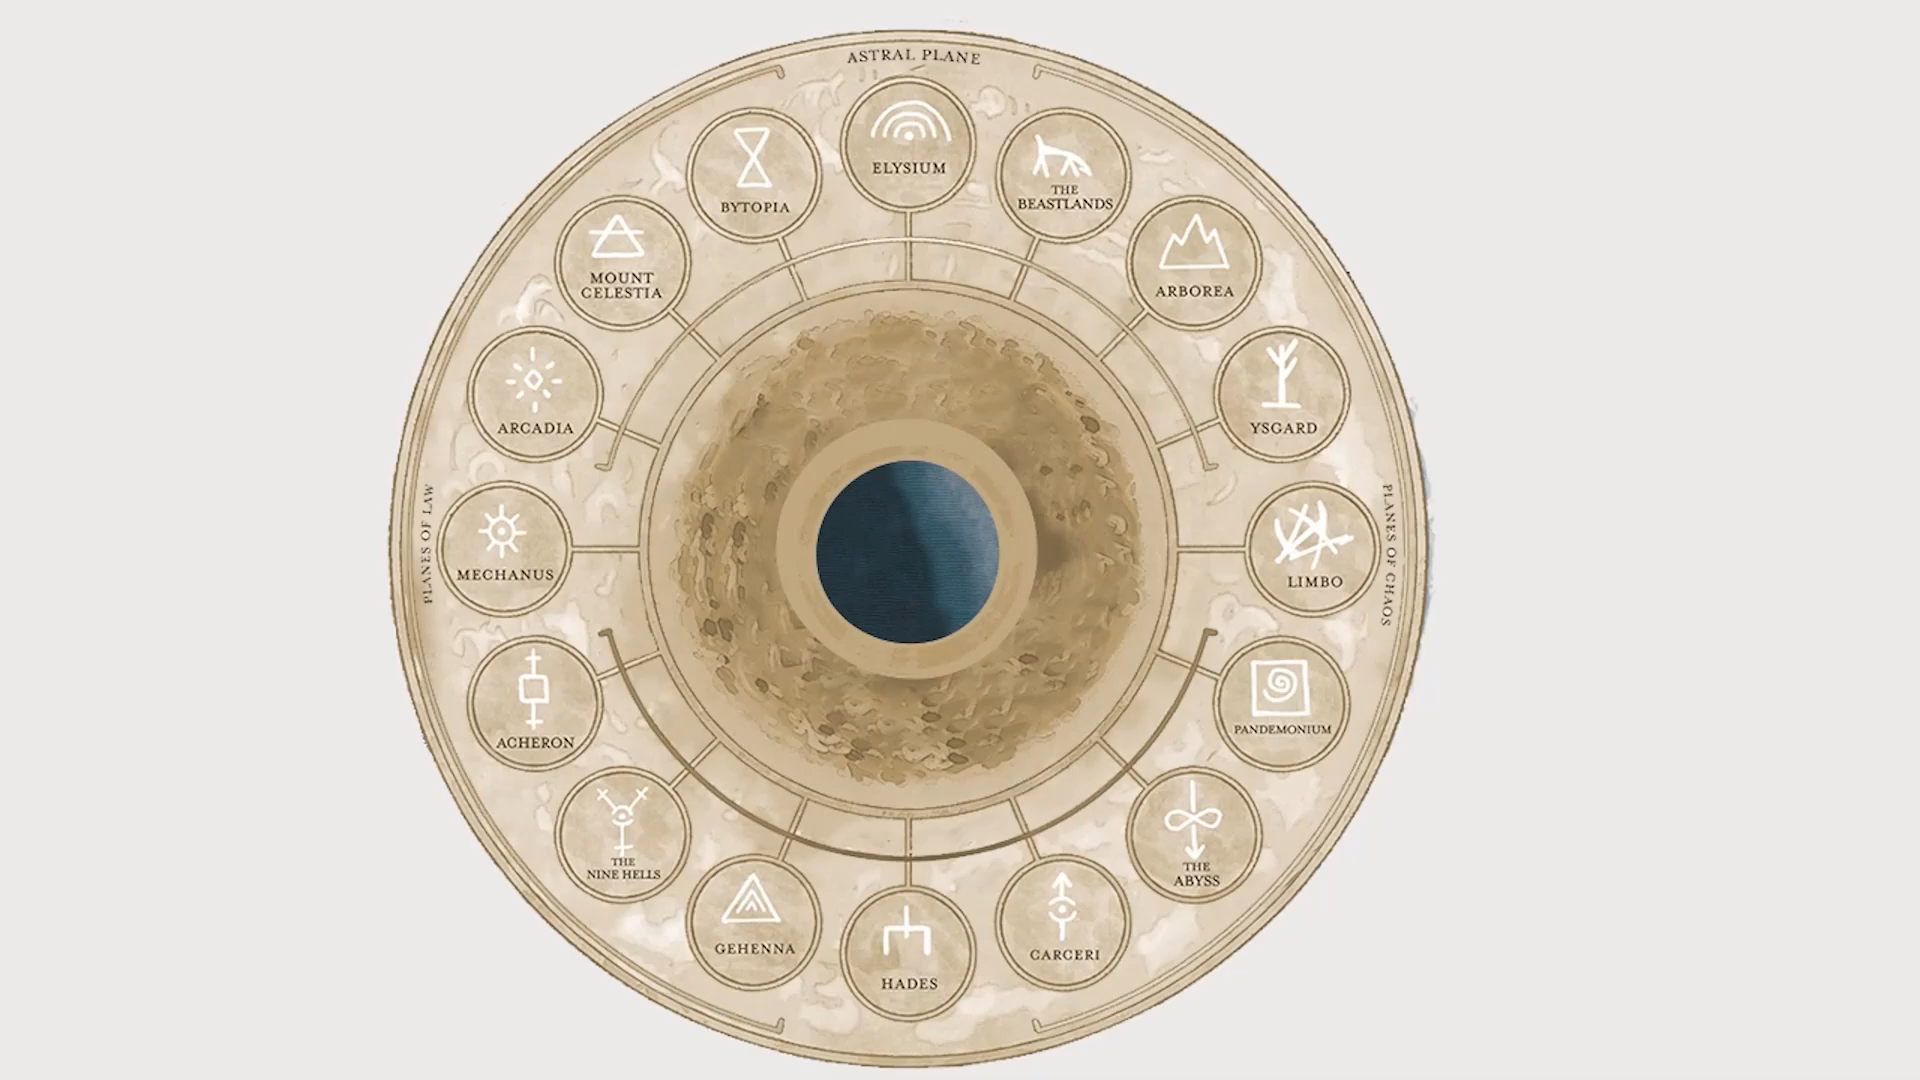 ASTRAL PLANE
ELYSIUM
BYTOPIA
THE
BEASTLANDS
MOUNT
CELESTIA
ARBOREA
ARCADIA
YSGARD
PLANES OF LAW
MECHANUS
LIMBO
PLANES OF CHAOS
ACHERON
PANDEMONIUM
THE
NINE HELLS
THE
ABYSS
GEHENNA
CARCERI
HADES